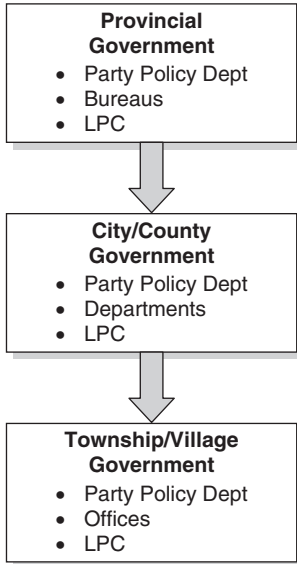 Provincial
Government
• Party Policy Dept
• Bureaus
• LPC
City/County
Government
• Party Policy Dept
• Departments
• LPC
Township/Village
Government
• Party Policy Dept
• Offices
• LPC